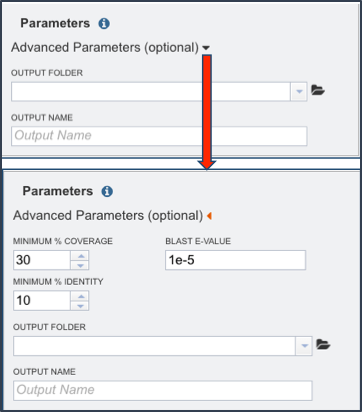 Parameters
Advanced Parameters (optional)
OUTPUT FOLDER
OUTPUT NAME
Output Name
Parameters
Advanced Parameters (optional)
MINIMUM % COVERAGE BLAST E-VALUE
30 1e-5
MINIMUM % IDENTITY
10
OUTPUT FOLDER
OUTPUT NAME
Output Name